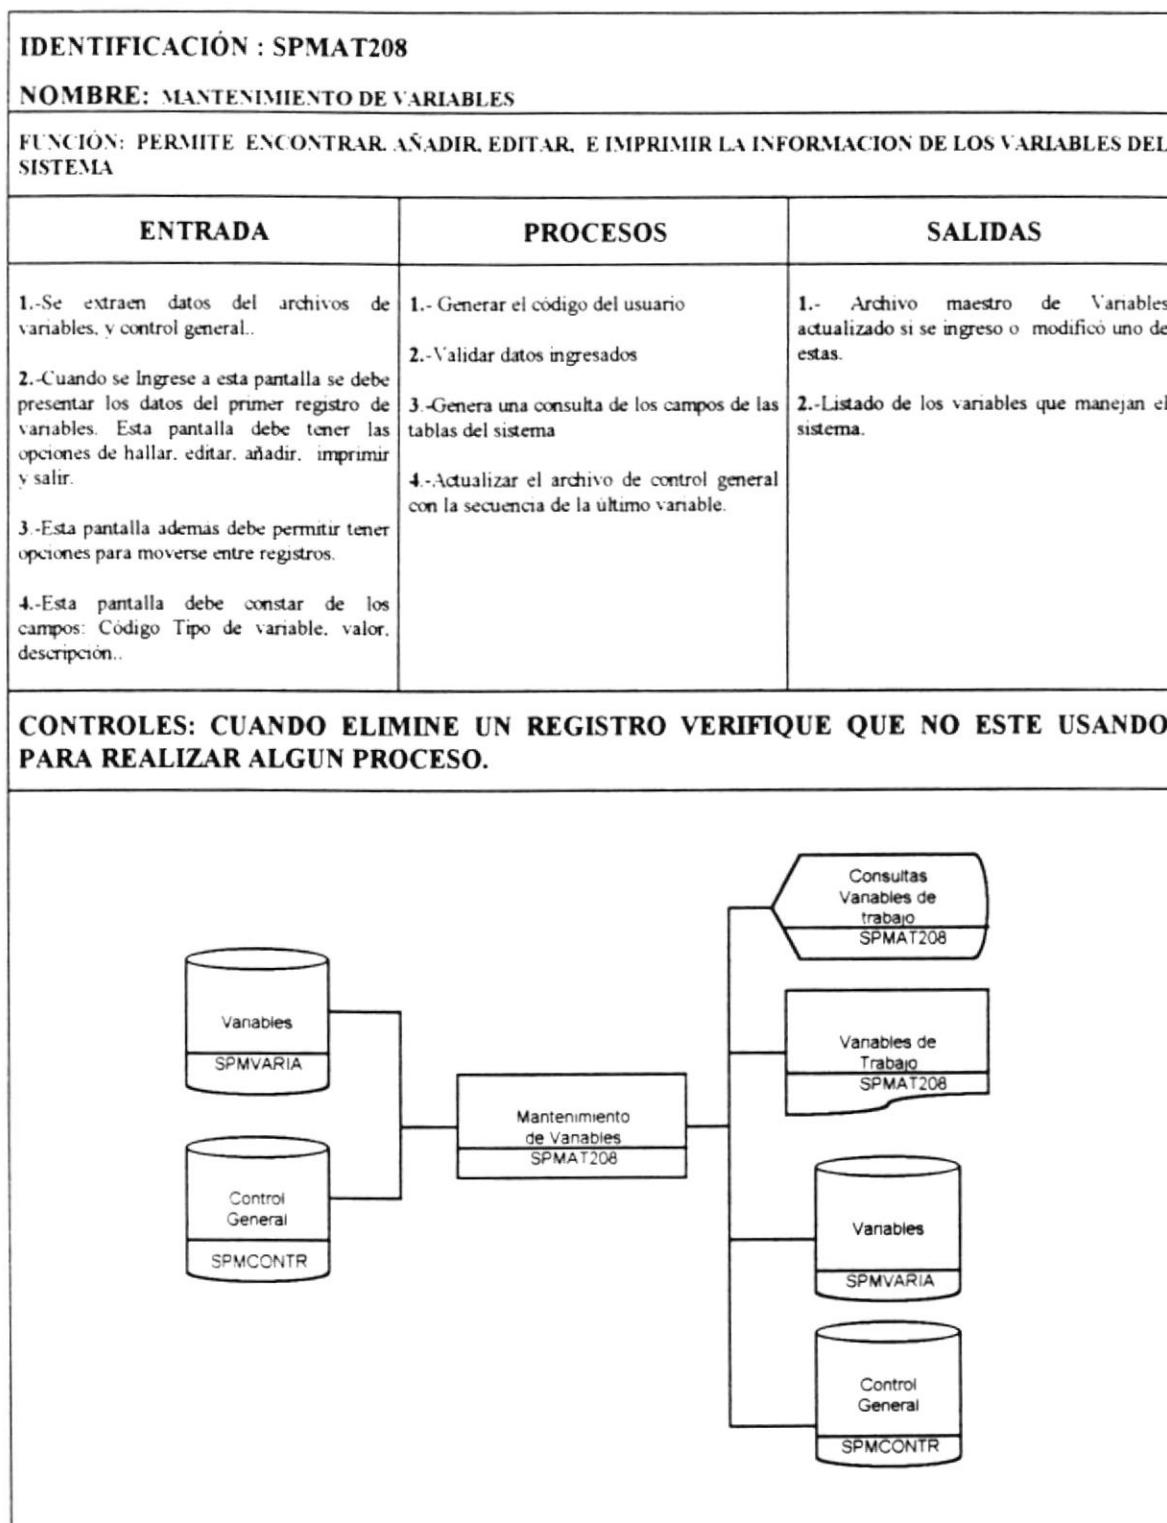 IDENTIFICACIÓN : SPMAT208
NOMBRE: MANTENIMIENTO DE VARIABLES
FUNCIÓN: PERMITE ENCONTRAR. AÑADIR. EDITAR, E IMPRIMIR LA INFORMACION DE LOS VARIABLES DEL
SISTEMA
ENTRADA
1.-Se extraen datos del archivos de
variables, y control general..
2.-Cuando se Ingrese a esta pantalla se debe
presentar los datos del primer registro de
variables. Esta pantalla debe tener las
opciones de hallar. editar. añadir. imprimir
y salir.
3.-Esta pantalla además debe permitir tener
opciones para moverse entre registros.
4.-Esta pantalla debe constar de los
campos: Código Tipo de variable. valor.
descripción..
PROCESOS
1.- Generar el código del usuario
2.-Validar datos ingresados
3.-Genera una consulta de los campos de las
tablas del sistema
4.-Actualizar el archivo de control general
con la secuencia de la último variable.
SALIDAS
1.- Archivo maestro de Variables
actualizado si se ingreso o modificó uno de
estas.
2.-Listado de los variables que manejan el
sistema.
CONTROLES: CUANDO ELIMINE UN REGISTRO VERIFIQUE QUE NO ESTE USANDO
PARA REALIZAR ALGUN PROCESO.
Variables
SPMVARIA
Control
General
SPMCONTR
Mantenimiento
de Variables
SPMAT208
Consultas
Variables de
trabajo
SPMAT208
Variables de
Trabajo
SPMAT208
Variables
SPMVARIA
Control
General
SPMCONTR